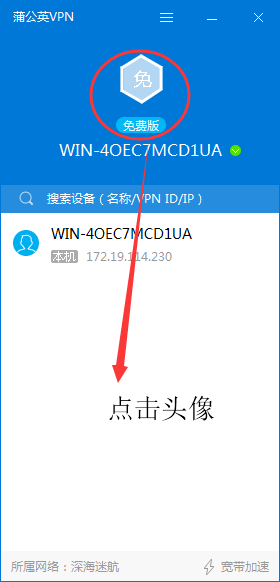 蒲公英VPN
免
免费版
WIN-4OEC7MCD1UA
搜索设备（名称/VPN ID/IP）
WIN-4OEC7MCD1UA
本机 172.19.114.230
点击头像
所属网络：深海迷航 宽带加速